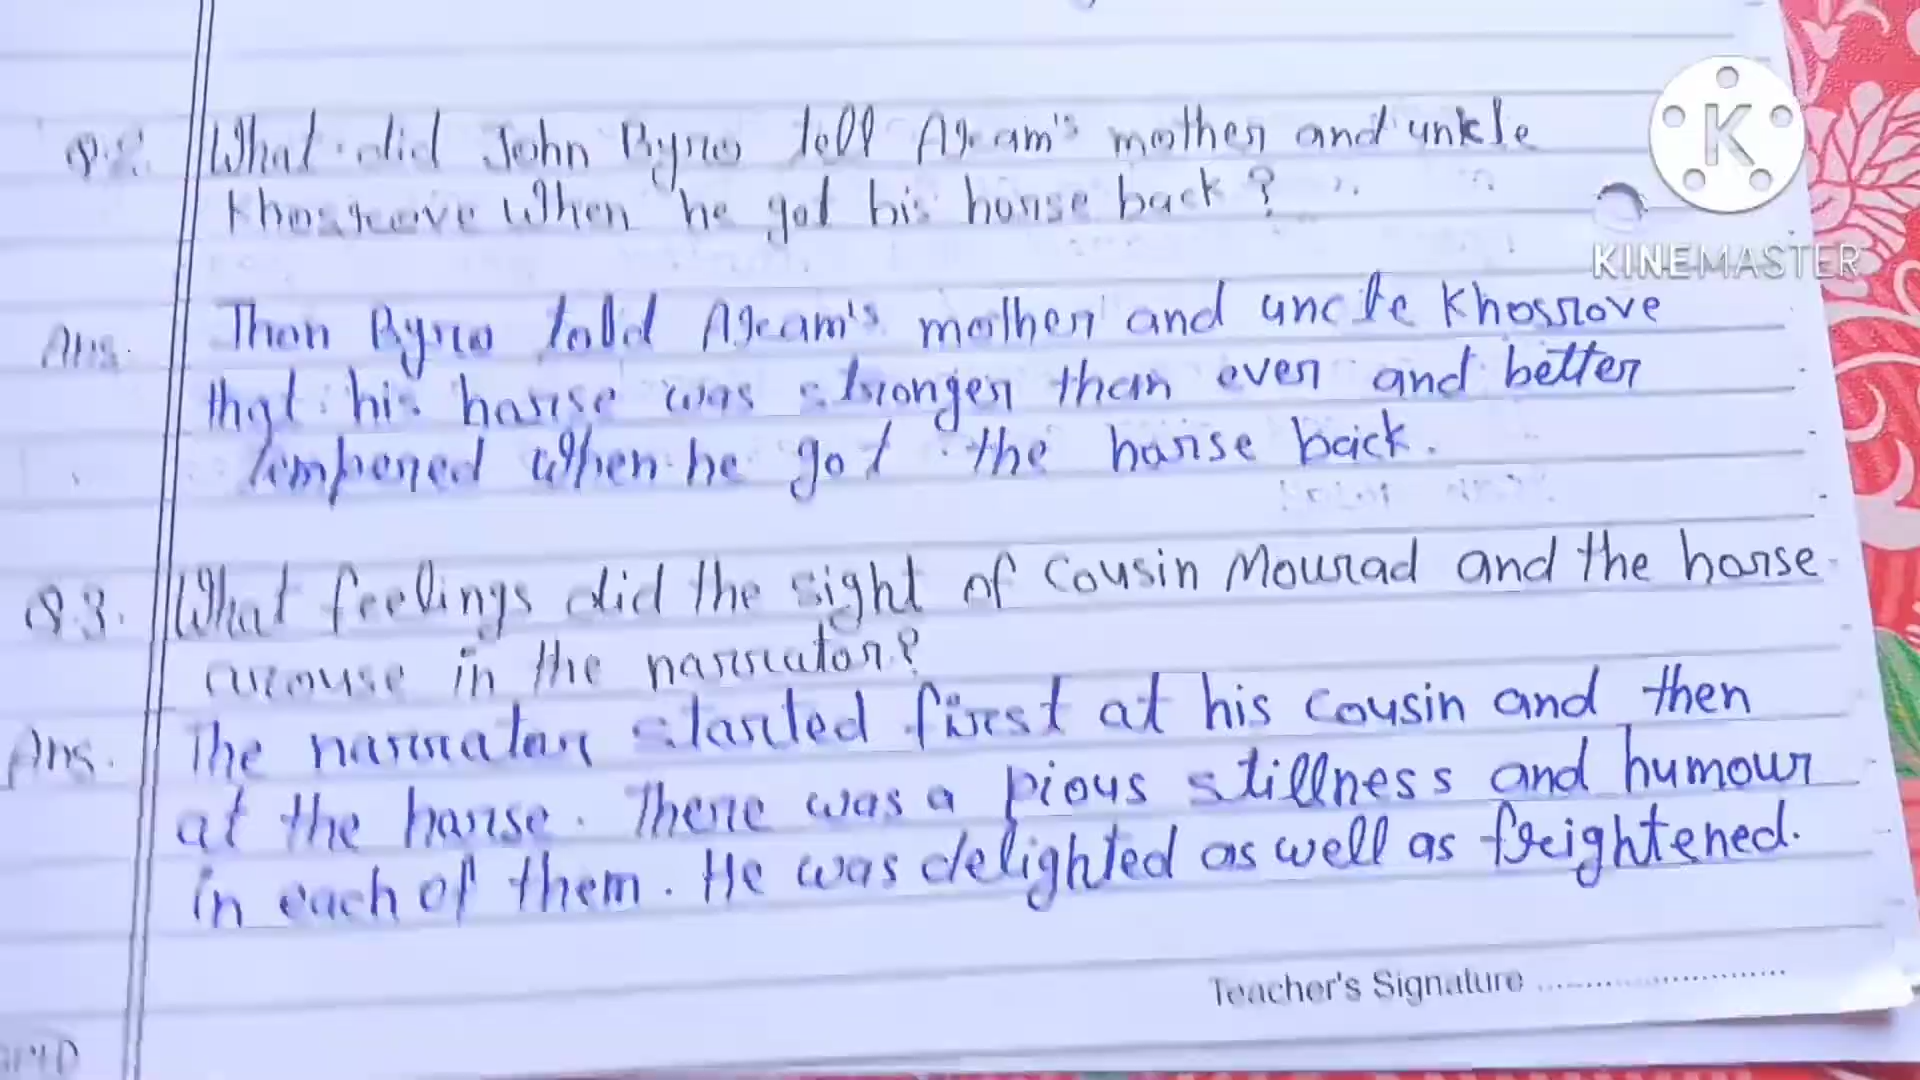 Q.2. What did John Byro tell Aram's mother and unkle
Khosrove When he got his horse back?
Ans. Then Byro told Aram's mother and uncle Khosrove
that his horse was stronger than ever and better
tempered When he got the horse back.
Q.3. What feelings did the sight of Cousin Mourad and the horse
arouse in the narrator?
Ans. The narrator started first at his cousin and then
at the horse. There was a pious stillness and humour
in each of them. He was delighted as well as freightened.
Teacher's Signature ........................
K
KINEMASTER